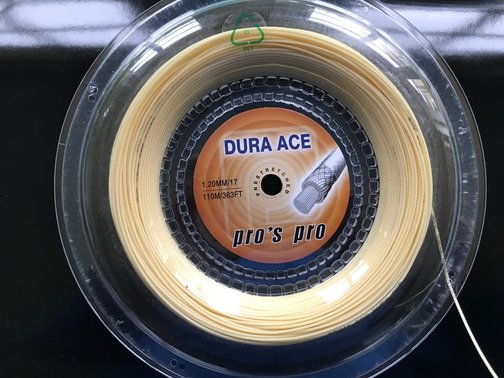 DURA ACE
1.20MM/17
110M/363FT
PRESTRETCHED
pro's pro